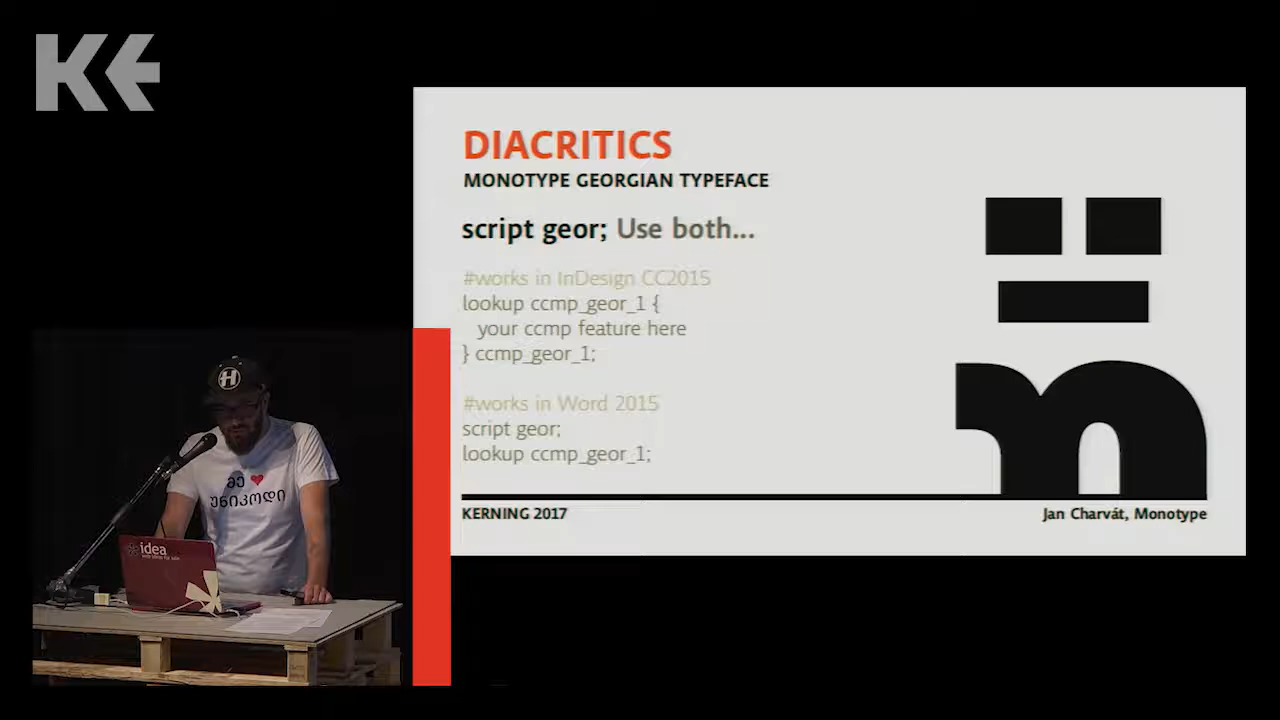 KE
DIACRITICS
MONOTYPE GEORGIAN TYPEFACE
script geor; Use both...
#works in InDesign CC2015
lookup ccmp_geor_1 {
your ccmp feature here
} ccmp_geor_1;
#works in Word 2015
script geor;
lookup ccmp_geor_1;
KERNING 2017
Jan Charvát, Monotype
H
მე ❤
უნიკოდი
idea